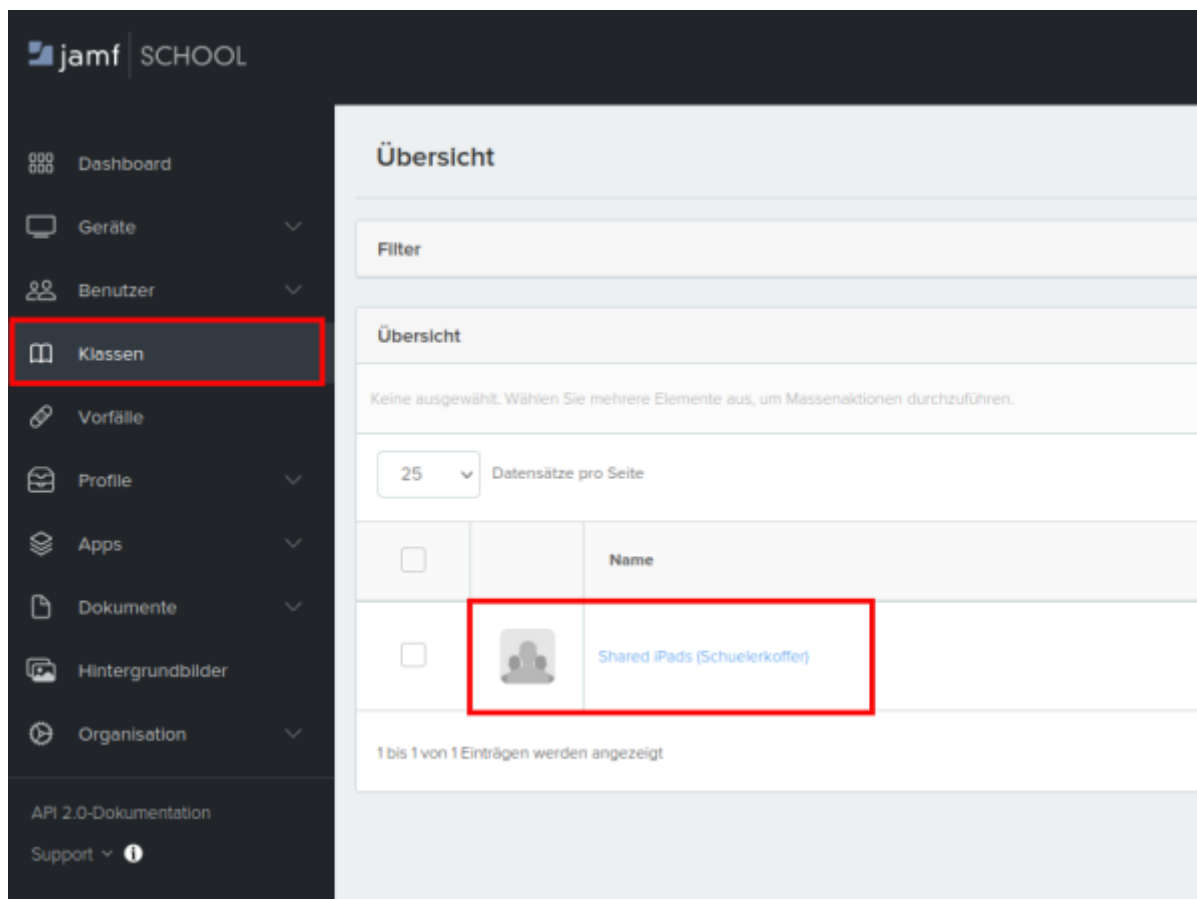 jamf SCHOOL
Dashboard
Geräte
Benutzer
Klassen
Vorfälle
Profile
Apps
Dokumente
Hintergrundbilder
Organisation
API 2.0-Dokumentation
Support
Übersicht
Filter
Übersicht
Keine ausgewählt. Wählen Sie mehrere Elemente aus, um Massenaktionen durchzuführen.
25 Datensätze pro Seite
Name
Shared iPads (Schuelerkoffer)
1 bis 1 von 1 Einträgen werden angezeigt